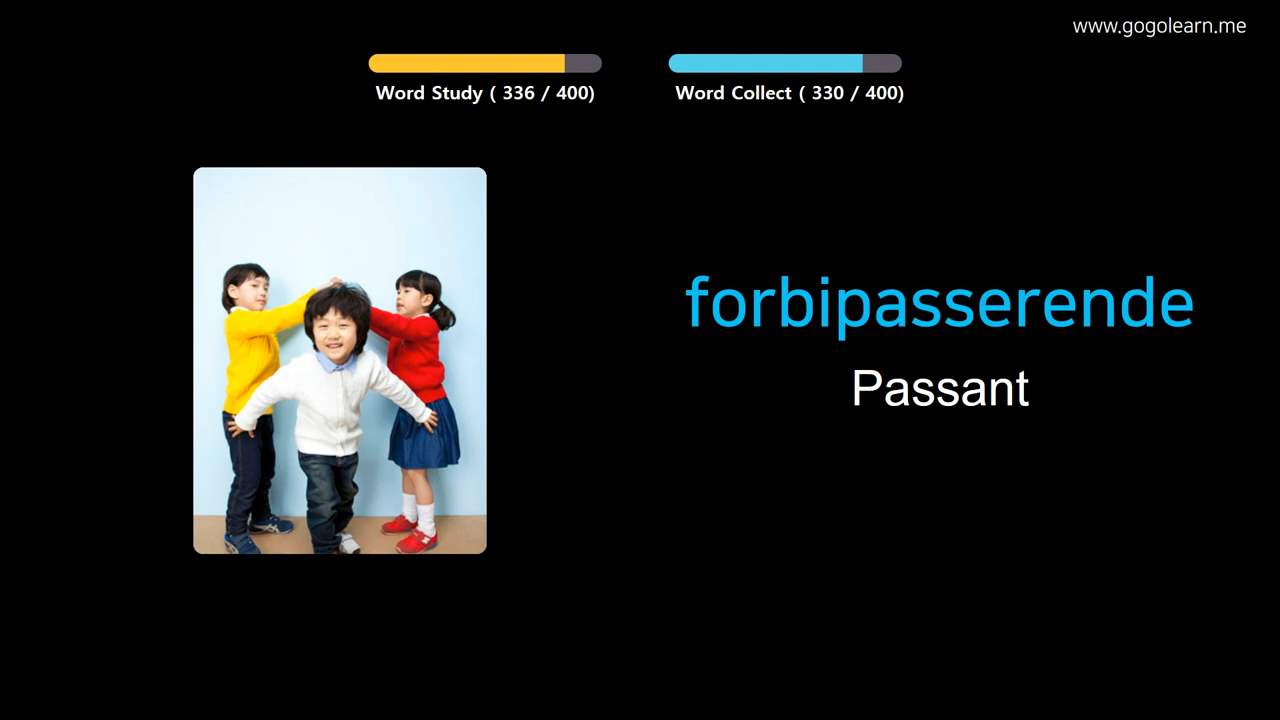 www.gogolearn.me
Word Study ( 336 / 400)
Word Collect ( 330 / 400)
forbipasserende
Passant